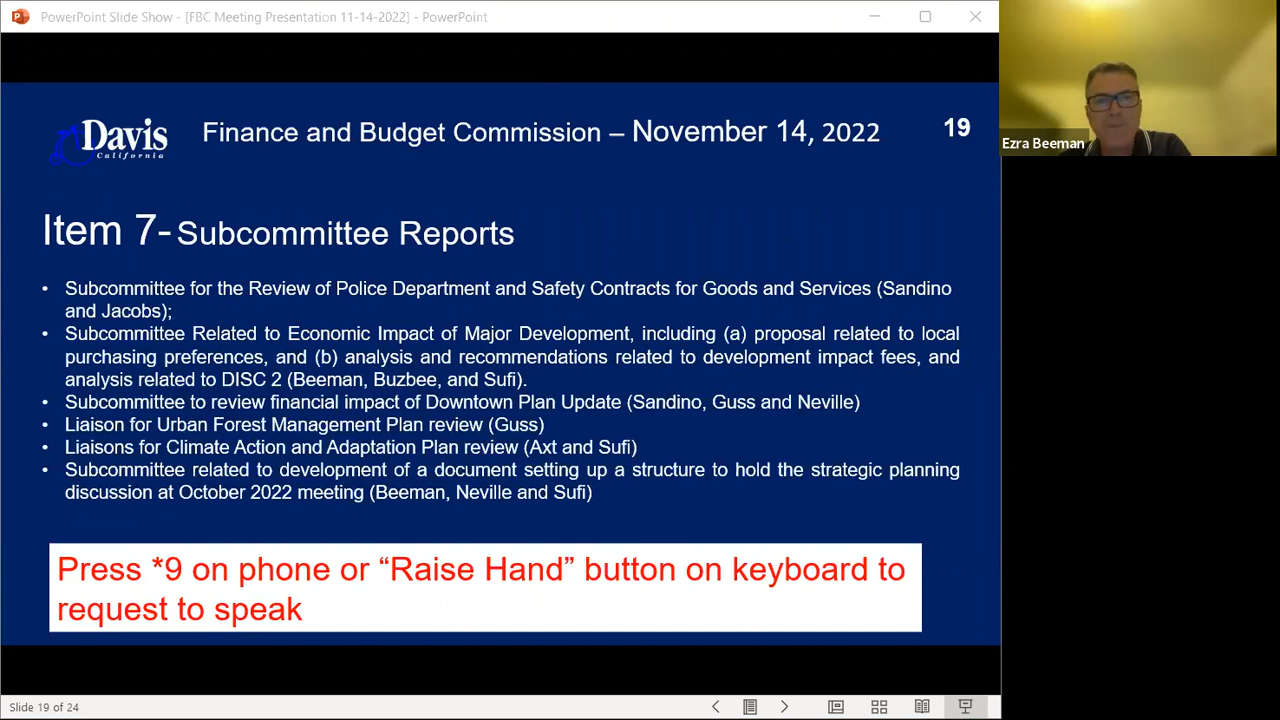 PowerPoint Slide Show - [FBC Meeting Presentation 11-14-2022] - PowerPoint
Davis
California
Finance and Budget Commission – November 14, 2022
19
Ezra Beeman
Item 7- Subcommittee Reports
• Subcommittee for the Review of Police Department and Safety Contracts for Goods and Services (Sandino
and Jacobs);
• Subcommittee Related to Economic Impact of Major Development, including (a) proposal related to local
purchasing preferences, and (b) analysis and recommendations related to development impact fees, and
analysis related to DISC 2 (Beeman, Buzbee, and Sufi).
• Subcommittee to review financial impact of Downtown Plan Update (Sandino, Guss and Neville)
• Liaison for Urban Forest Management Plan review (Guss)
• Liaisons for Climate Action and Adaptation Plan review (Axt and Sufi)
• Subcommittee related to development of a document setting up a structure to hold the strategic planning
discussion at October 2022 meeting (Beeman, Neville and Sufi)
Press *9 on phone or “Raise Hand” button on keyboard to
request to speak
Slide 19 of 24